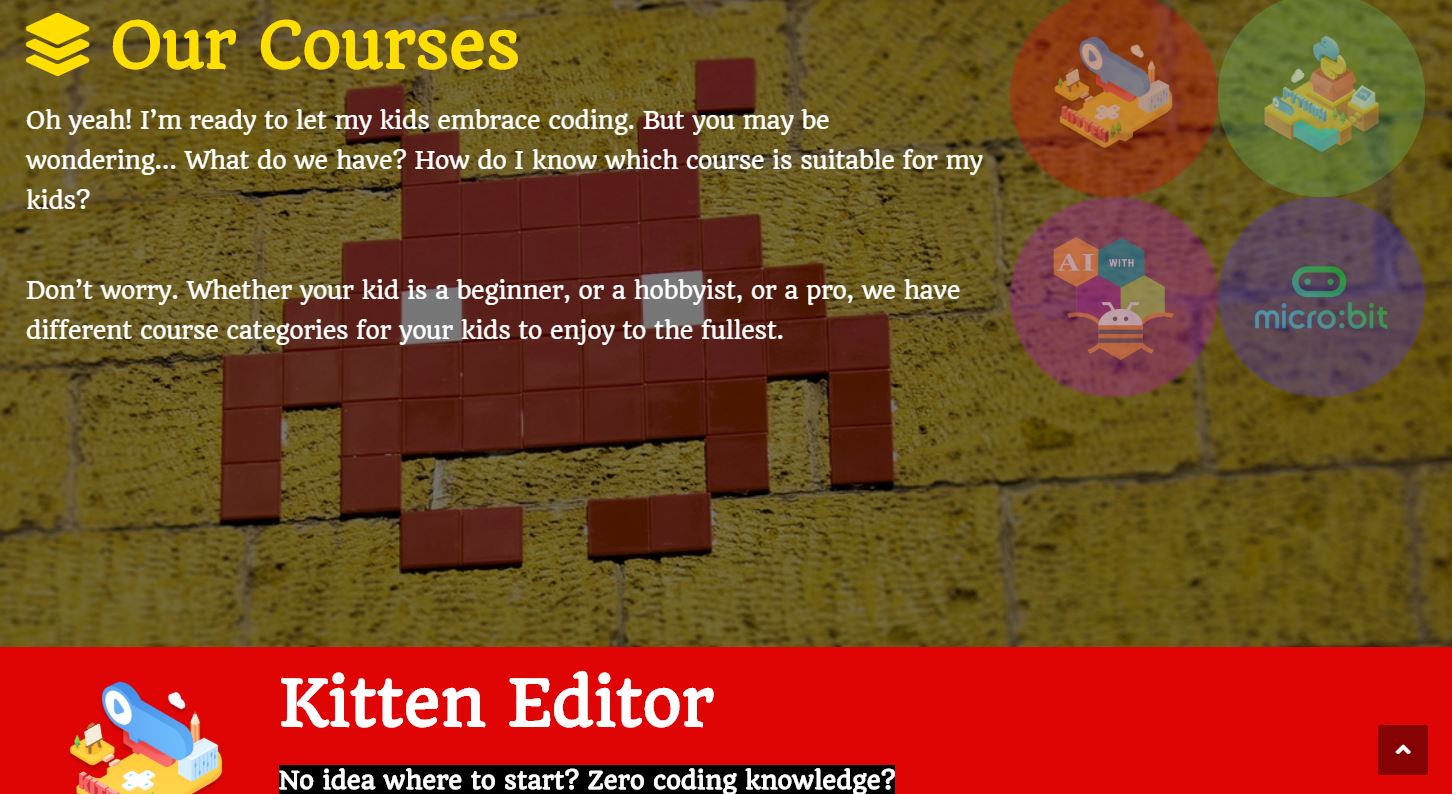 Our Courses
Oh yeah! I’m ready to let my kids embrace coding. But you may be
wondering... What do we have? How do I know which course is suitable for my
kids?
Don’t worry. Whether your kid is a beginner, or a hobbyist, or a pro, we have
different course categories for your kids to enjoy to the fullest.
AI WITH
micro:bit
Kitten Editor
No idea where to start? Zero coding knowledge?